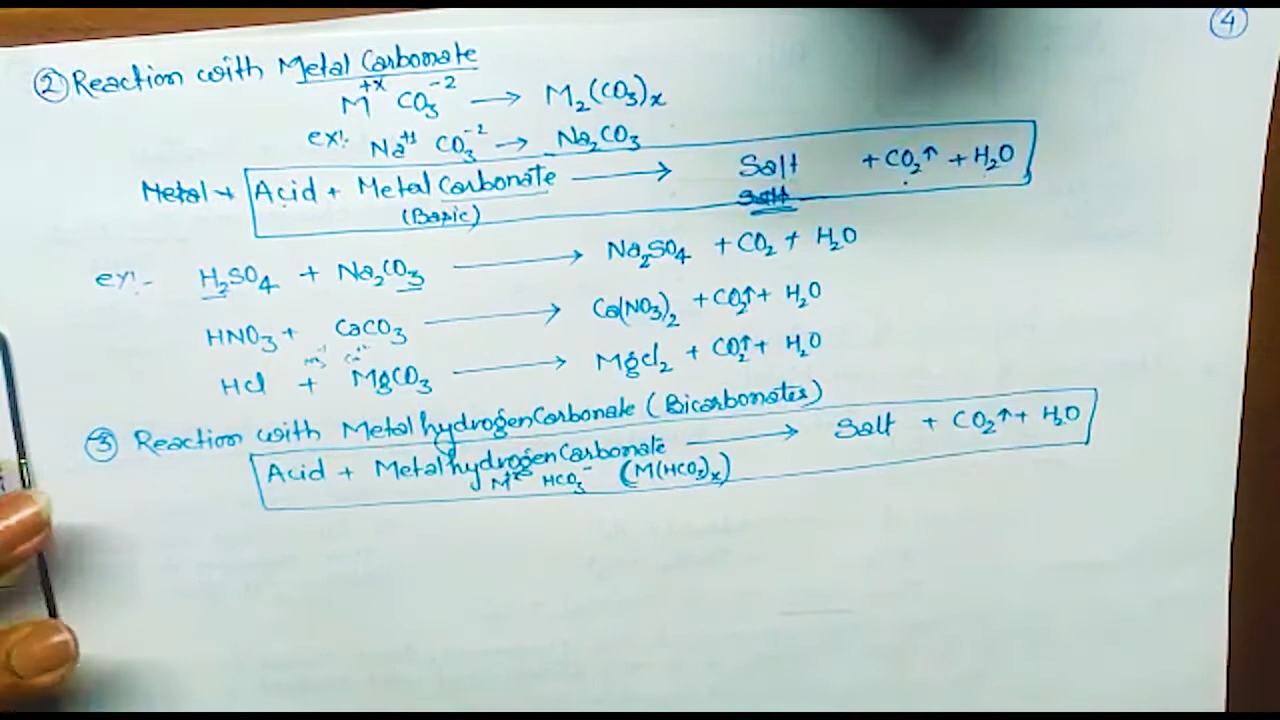 4
② Reaction with Metal Carbonate
M⁺ˣ CO₃⁻² → M₂(CO₃)ₓ
ex:- Na⁺¹ CO₃⁻² → Na₂CO₃
Metal + Acid + Metal Carbonate → Salt + CO₂↑ + H₂O
(Basic) Salt
ex:- H₂SO₄ + Na₂CO₃ → Na₂SO₄ + CO₂ + H₂O
HNO₃ + CaCO₃ → Ca(NO₃)₂ + CO₂↑ + H₂O
HCl + MgCO₃ → MgCl₂ + CO₂↑ + H₂O
③ Reaction with Metal hydrogen Carbonate (Bicarbonates)
Acid + Metal hydrogen Carbonate → Salt + CO₂↑ + H₂O
M⁺ˣ HCO₃⁻ (M(HCO₃)ₓ)